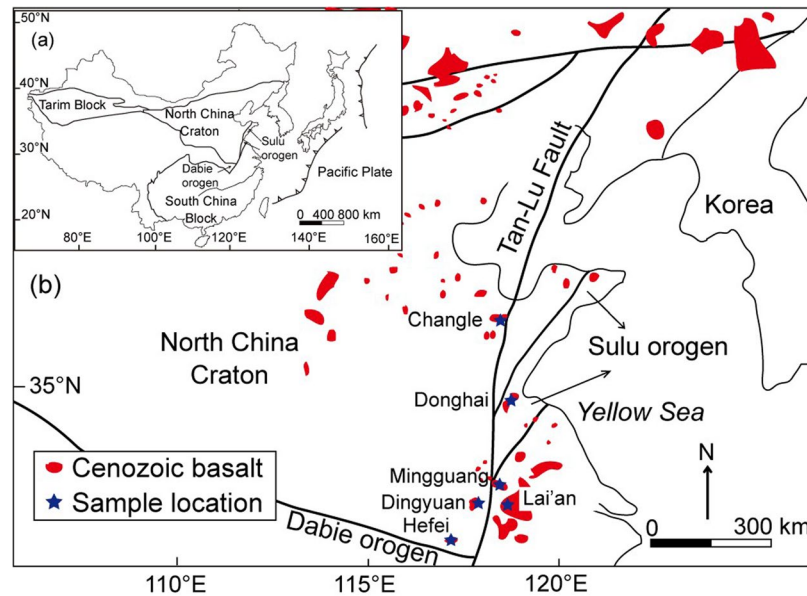 50°N
(a)
40°N
Tarim Block
North China
Craton
Sulu
orogen
30°N
Dabie
orogen
Pacific Plate
South China
Block
20°N
0 400 800 km
80°E
100°E
120°E
140°E
160°E
(b)
Tan-Lu Fault
Korea
Changle
North China
Craton
Sulu orogen
35°N
Donghai
Yellow Sea
N
Cenozoic basalt
Sample location
Mingguang
Dingyuan
Lai'an
Hefei
Dabie orogen
0 300 km
110°E
115°E
120°E